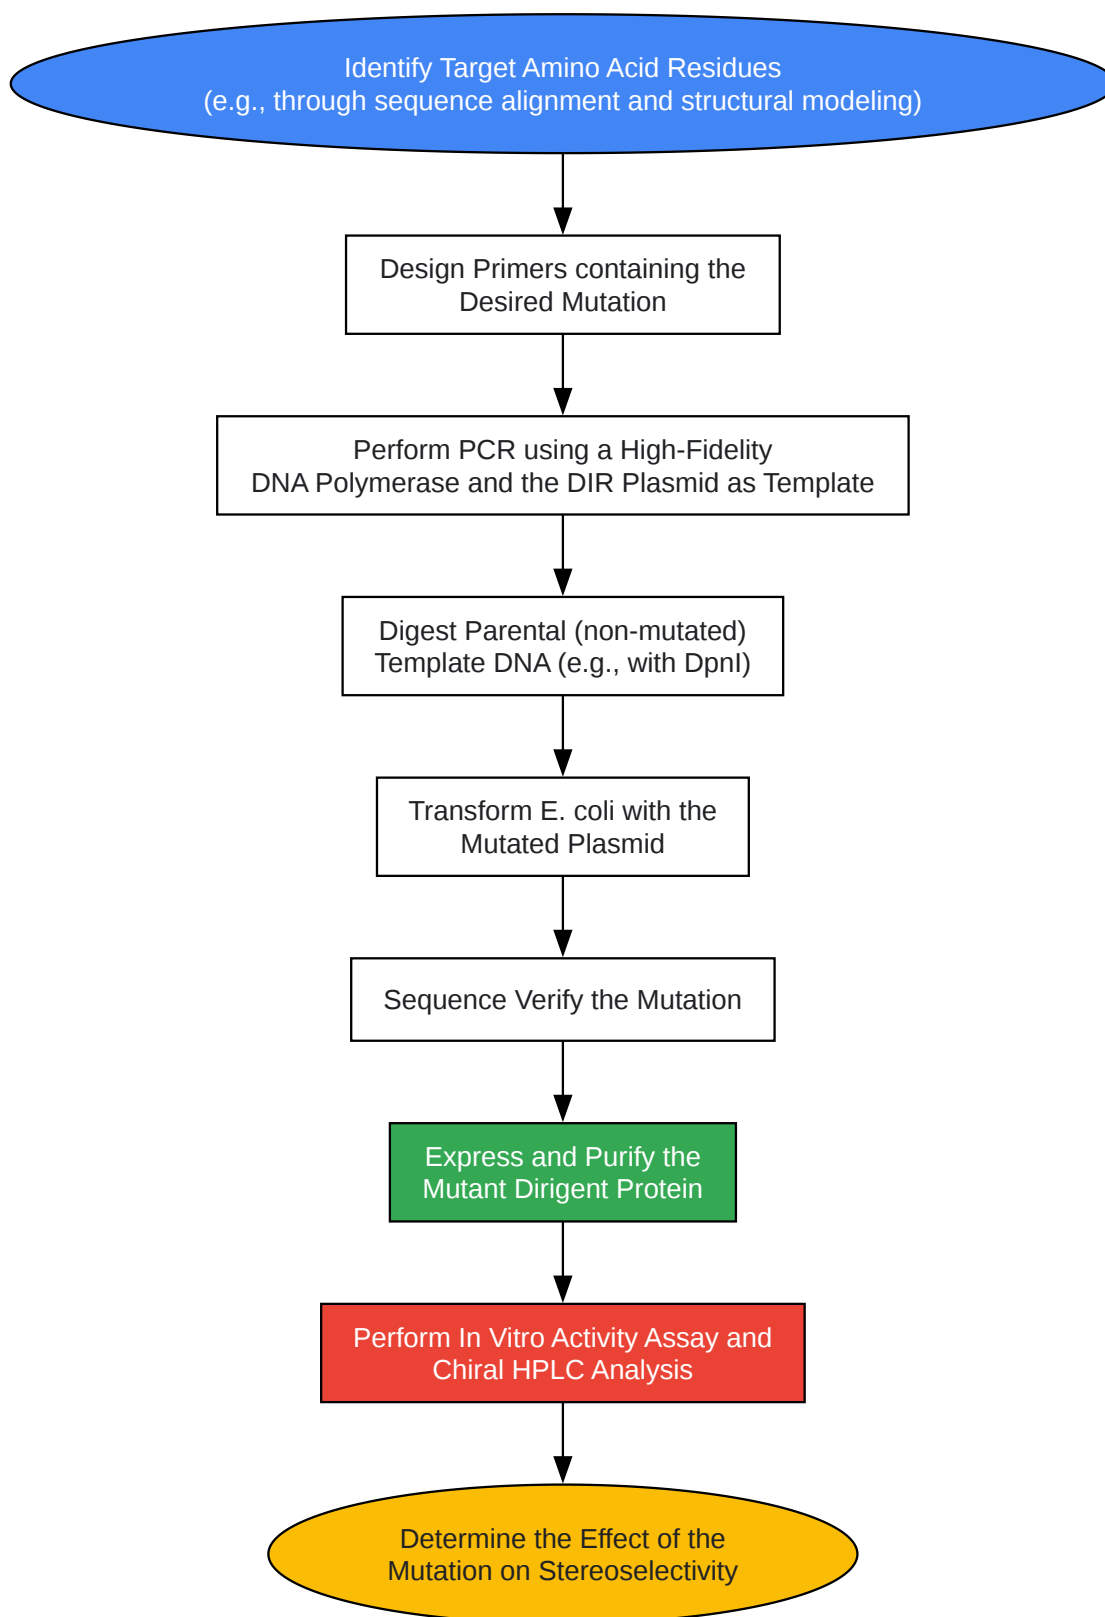 Identify Target Amino Acid Residues
(e.g., through sequence alignment and structural modeling)
Design Primers containing the
Desired Mutation
Perform PCR using a High-Fidelity
DNA Polymerase and the DIR Plasmid as Template
Digest Parental (non-mutated)
Template DNA (e.g., with DpnI)
Transform E. coli with the
Mutated Plasmid
Sequence Verify the Mutation
Express and Purify the
Mutant Dirigent Protein
Perform In Vitro Activity Assay and
Chiral HPLC Analysis
Determine the Effect of the
Mutation on Stereoselectivity